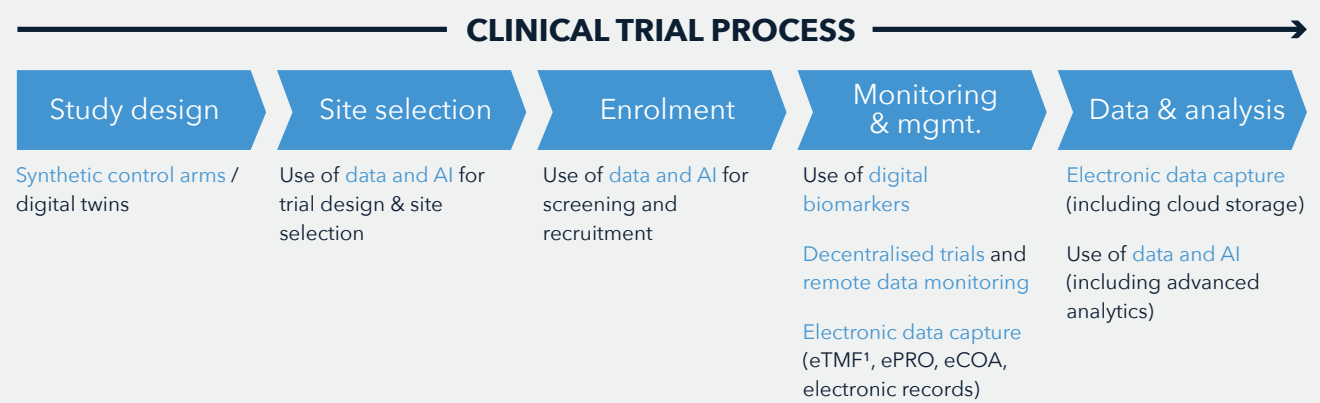 CLINICAL TRIAL PROCESS
Study design
Site selection
Enrolment
Monitoring
& mgmt.
Data & analysis
Synthetic control arms /
digital twins
Use of data and AI for
trial design & site
selection
Use of data and AI for
screening and
recruitment
Use of digital
biomarkers
Decentralised trials and
remote data monitoring
Electronic data capture
(eTMF¹, ePRO, eCOA,
electronic records)
Electronic data capture
(including cloud storage)
Use of data and AI
(including advanced
analytics)